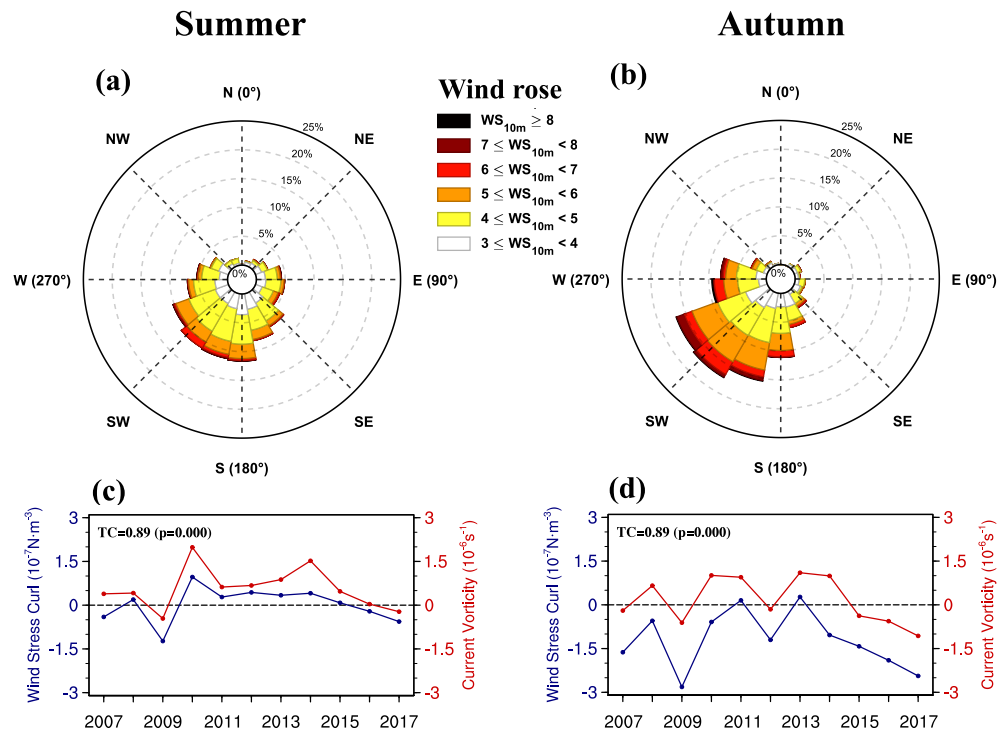 Summer
Autumn
(a)
(b)
N (0°)
NW
NE
25%
20%
15%
10%
5%
0%
W (270°)
E (90°)
SW
SE
S (180°)
Wind rose
WS10m ≥ 8
7 ≤ WS10m < 8
6 ≤ WS10m < 7
5 ≤ WS10m < 6
4 ≤ WS10m < 5
3 ≤ WS10m < 4
N (0°)
NW
NE
25%
20%
15%
10%
5%
0%
W (270°)
E (90°)
SW
SE
S (180°)
(c)
TC=0.89 (p=0.000)
Wind Stress Curl (10⁻⁷N·m⁻³)
3
1.5
0
-1.5
-3
Current Vorticity (10⁻⁶s⁻¹)
3
1.5
0
-1.5
-3
2007 2009 2011 2013 2015 2017
(d)
TC=0.89 (p=0.000)
Wind Stress Curl (10⁻⁷N·m⁻³)
3
1.5
0
-1.5
-3
Current Vorticity (10⁻⁶s⁻¹)
3
1.5
0
-1.5
-3
2007 2009 2011 2013 2015 2017